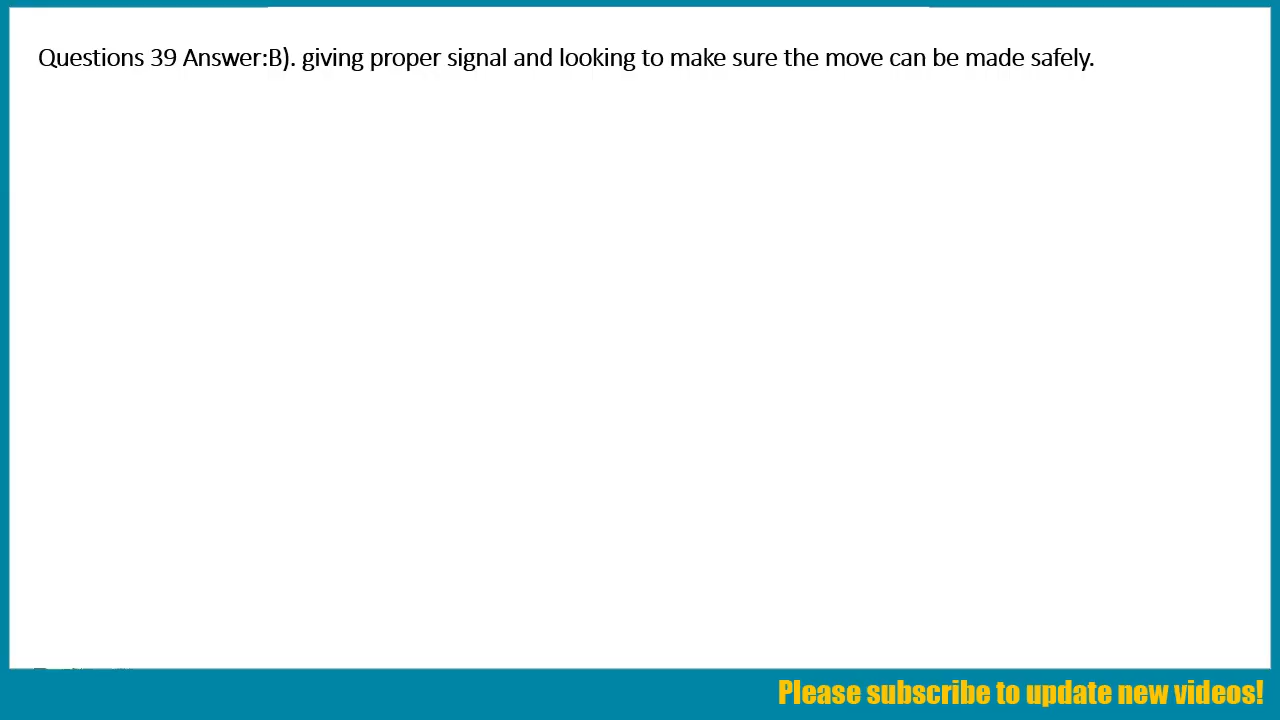 Questions 39 Answer:B). giving proper signal and looking to make sure the move can be made safely.
Please subscribe to update new videos!